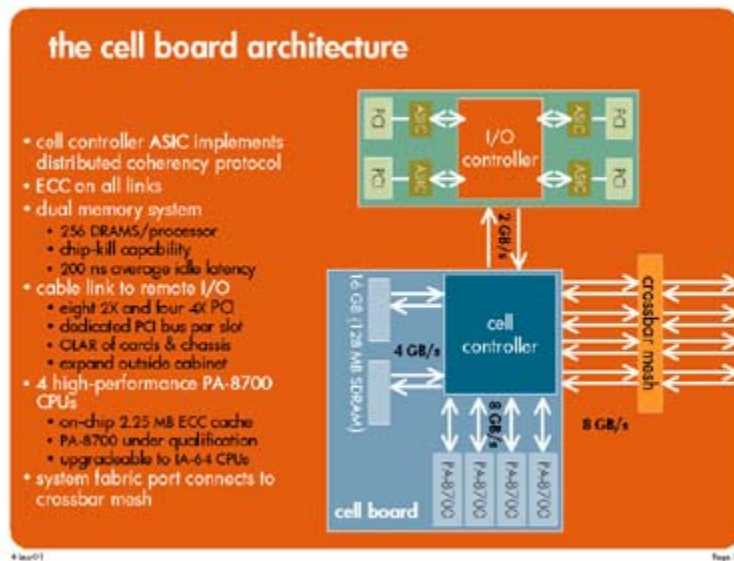 the cell board architecture
• cell controller ASIC implements
distributed coherency protocol
• ECC on all links
• dual memory system
• 256 DRAMS/processor
• chip-kill capability
• 200 ns average idle latency
• cable link to remote I/O
• eight 2X and four 4X PCI
• dedicated PCI bus per slot
• OLAR of cards & chassis
• expand outside cabinet
• 4 high-performance PA-8700
CPUs
• on-chip 2.25 MB ECC cache
• PA-8700 under qualification
• upgradeable to IA-64 CPUs
• system fabric port connects to
crossbar mesh
PCI
ASIC
I/O
controller
ASIC
PCI
PCI
ASIC
ASIC
PCI
2 GB/s
16 GB (128 MB SDRAM)
4 GB/s
cell
controller
crossbar mesh
8 GB/s
8 GB/s
PA-8700
PA-8700
PA-8700
PA-8700
cell board